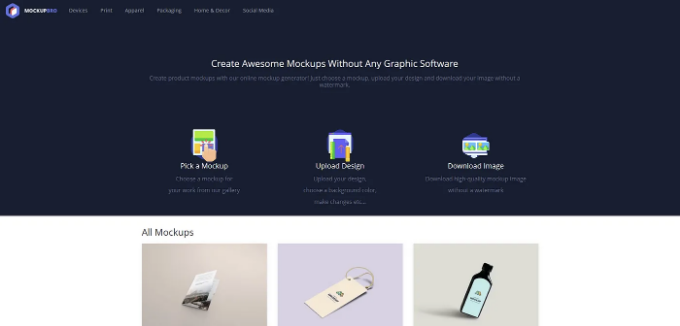 MOCKUPBRO Devices Print Apparel Packaging Home & Decor Social Media
Create Awesome Mockups Without Any Graphic Software
Create product mockups with our online mockup generator! Just choose a mockup, upload your design and download your image without a
watermark.
Pick a Mockup
Choose a mockup for
your work from our gallery
Upload Design
Upload your design,
choose a background color,
make changes etc...
Download Image
Download high quality mockup image
without a watermark
All Mockups